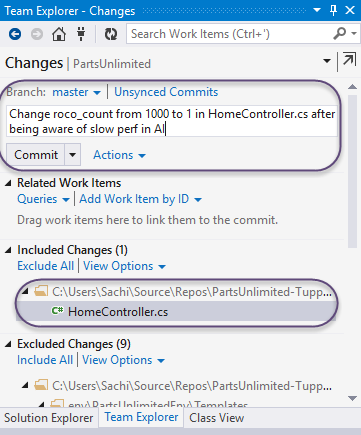 Team Explorer - Changes
Search Work Items (Ctrl+')
Changes | PartsUnlimited
Branch: master Unsynced Commits
Change roco_count from 1000 to 1 in HomeController.cs after
being aware of slow perf in AI
Commit Actions
Related Work Items
Queries | Add Work Item by ID
Drag work items here to link them to the commit.
Included Changes (1)
Exclude All | View Options
C:\Users\Sachi\Source\Repos\PartsUnlimited-Tupp...
C# HomeController.cs
Excluded Changes (9)
Include All | View Options
C:\Users\Sachi\Source\Repos\PartsUnlimited-Tupp...
env\PartsUnlimitedEnv\Templates
Solution Explorer Team Explorer Class View